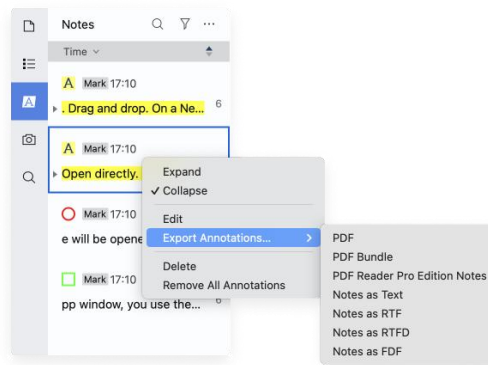 Notes
Time
A Mark 17:10
. Drag and drop. On a Ne... 6
A Mark 17:10
Open directly.
Mark 17:10
e will be opene
Mark 17:10
pp window, you use the... 6
Expand
✓ Collapse
Edit
Export Annotations...
Delete
Remove All Annotations
PDF
PDF Bundle
PDF Reader Pro Edition Notes
Notes as Text
Notes as RTF
Notes as RTFD
Notes as FDF